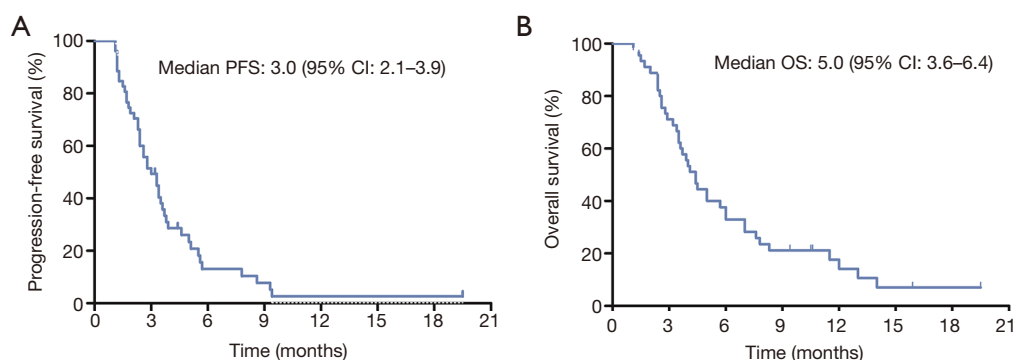 A
Median PFS: 3.0 (95% CI: 2.1–3.9)
Progression-free survival (%)
100
80
60
40
20
0
0 3 6 9 12 15 18 21
Time (months)
B
Median OS: 5.0 (95% CI: 3.6–6.4)
Overall survival (%)
100
80
60
40
20
0
0 3 6 9 12 15 18 21
Time (months)